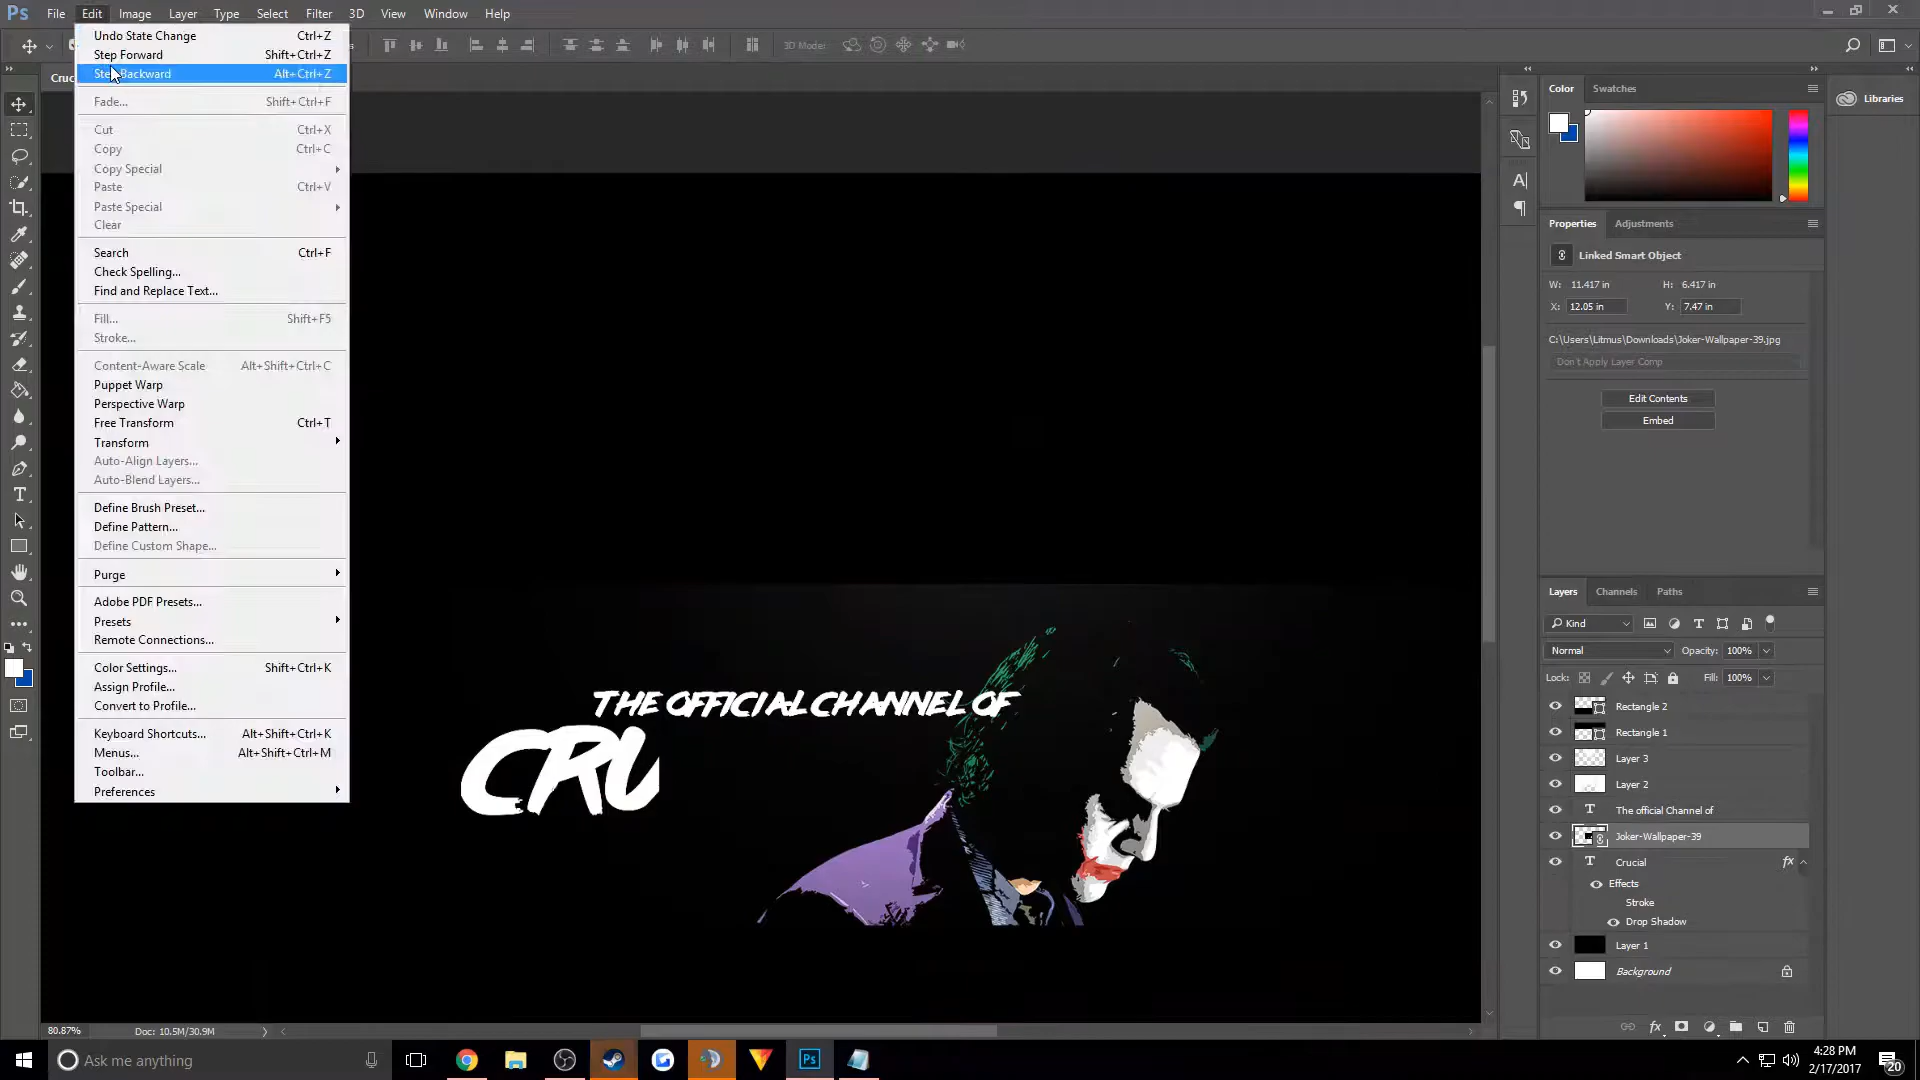 Ps File Edit Image Layer Type Select Filter 3D View Window Help
Undo State Change Ctrl+Z
Step Forward Shift+Ctrl+Z
Step Backward Alt+Ctrl+Z
Fade... Shift+Ctrl+F
Cut Ctrl+X
Copy Ctrl+C
Copy Special
Paste Ctrl+V
Paste Special
Clear
Search Ctrl+F
Check Spelling...
Find and Replace Text...
Fill... Shift+F5
Stroke...
Content-Aware Scale Alt+Shift+Ctrl+C
Puppet Warp
Perspective Warp
Free Transform Ctrl+T
Transform
Auto-Align Layers...
Auto-Blend Layers...
Define Brush Preset...
Define Pattern...
Define Custom Shape...
Purge
Adobe PDF Presets...
Presets
Remote Connections...
Color Settings... Shift+Ctrl+K
Assign Profile...
Convert to Profile...
Keyboard Shortcuts... Alt+Shift+Ctrl+K
Menus... Alt+Shift+Ctrl+M
Toolbar...
Preferences
3D Mode:
Cruc
THE OFFICIAL CHANNEL OF
CRU
80.87% Doc: 10.5M/30.9M
Color Swatches
Libraries
Properties Adjustments
Linked Smart Object
W: 11.417 in H: 6.417 in
X: 12.05 in Y: 7.47 in
C:\Users\Litmus\Downloads\Joker-Wallpaper-39.jpg
Don't Apply Layer Comp
Edit Contents
Embed
Layers Channels Paths
Kind
Normal Opacity: 100%
Lock: Fill: 100%
Rectangle 2
Rectangle 1
Layer 3
Layer 2
The official Channel of
Joker-Wallpaper-39
Crucial fx
Effects
Stroke
Drop Shadow
Layer 1
Background
fx
Ask me anything
Ps
4:28 PM
2/17/2017
20